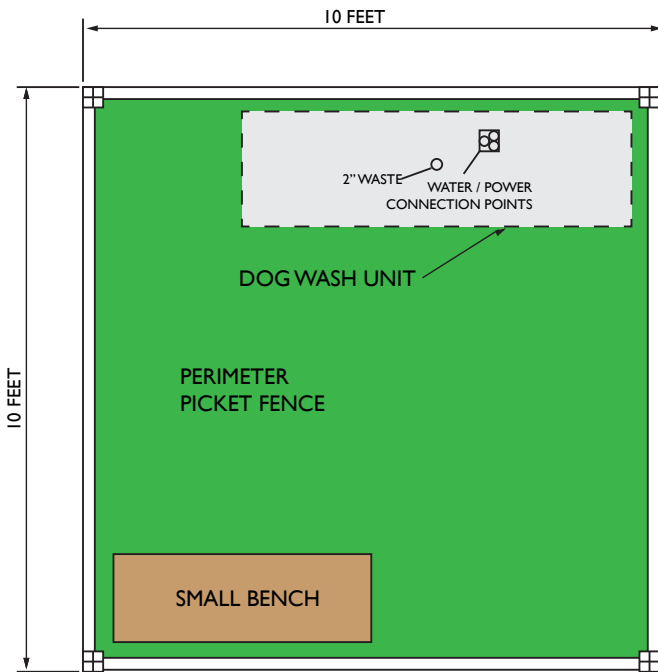 10 FEET
2” WASTE
WATER / POWER
CONNECTION POINTS
DOG WASH UNIT
10 FEET
PERIMETER
PICKET FENCE
SMALL BENCH